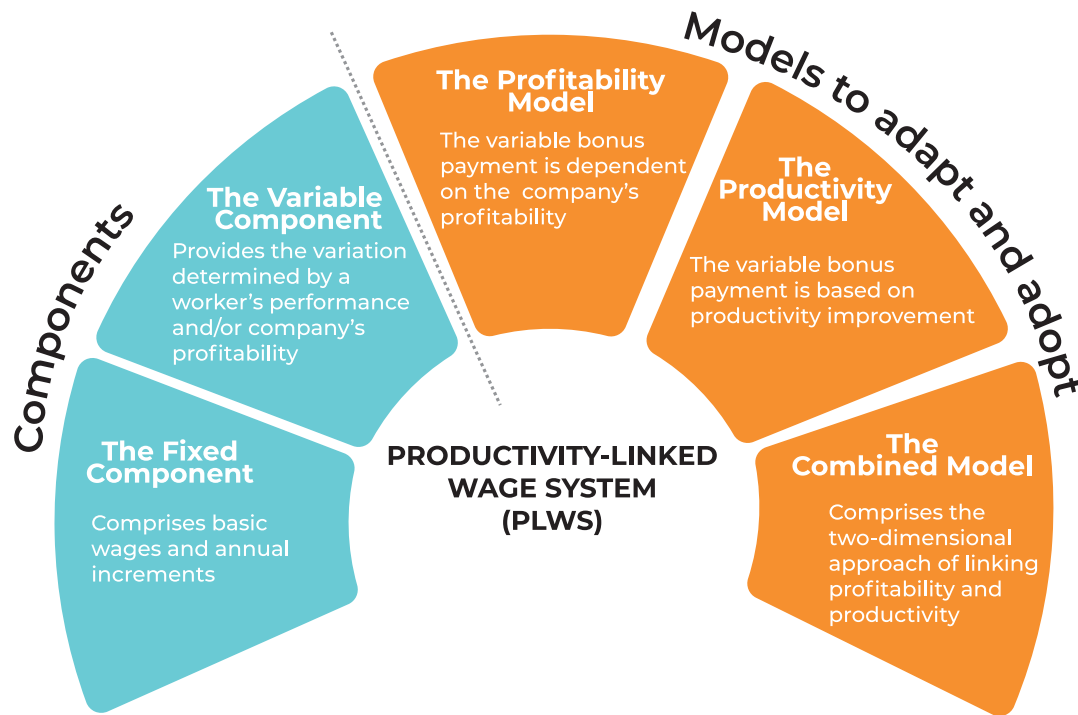 Components
The Fixed
Component
Comprises basic
wages and annual
increments
The Variable
Component
Provides the variation
determined by a
worker's performance
and/or company's
profitability
Models to adapt and adopt
The Profitability
Model
The variable bonus
payment is dependent
on the company's
profitability
The
Productivity
Model
The variable bonus
payment is based on
productivity improvement
The
Combined Model
Comprises the
two-dimensional
approach of linking
profitability and
productivity
PRODUCTIVITY-LINKED
WAGE SYSTEM
(PLWS)